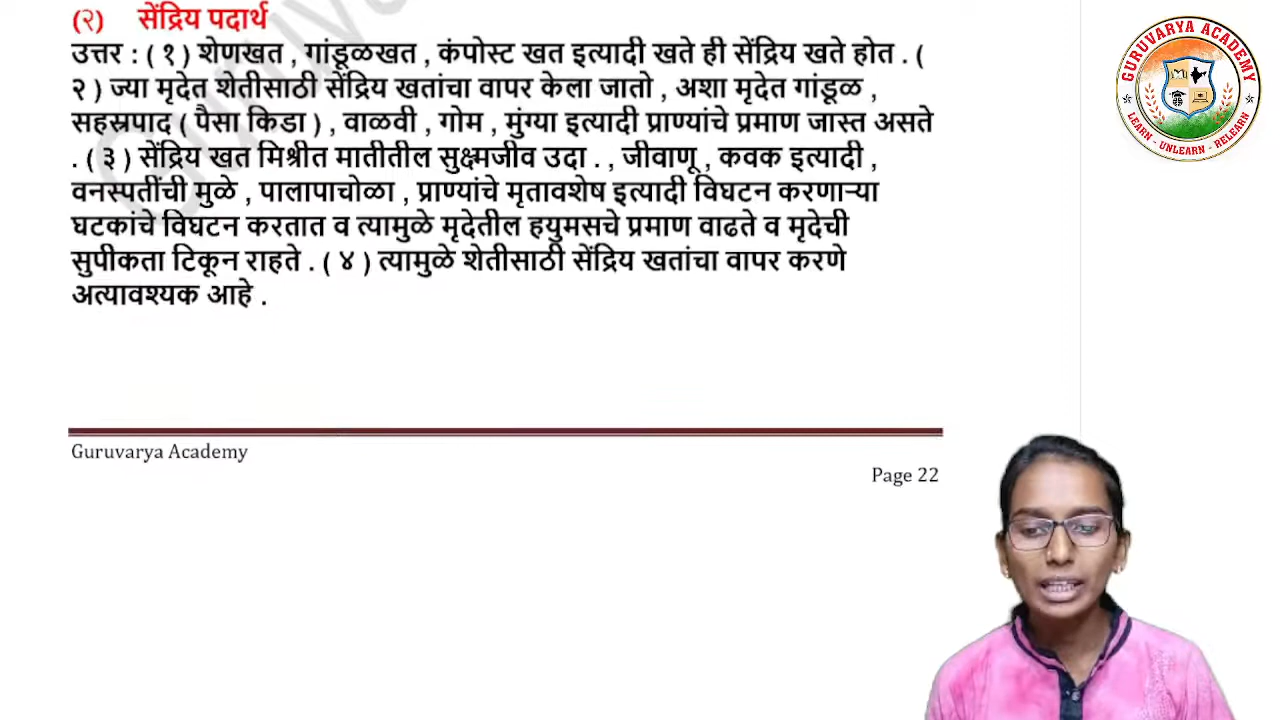 (२) सेंद्रिय पदार्थ
उत्तर : ( १ ) शेणखत , गांडूळखत , कंपोस्ट खत इत्यादी खते ही सेंद्रिय खते होत . (
२ ) ज्या मृदेत शेतीसाठी सेंद्रिय खतांचा वापर केला जातो , अशा मृदेत गांडूळ ,
सहस्रपाद ( पैसा किडा ) , वाळवी , गोम , मुंग्या इत्यादी प्राण्यांचे प्रमाण जास्त असते
. ( ३ ) सेंद्रिय खत मिश्रीत मातीतील सुक्ष्मजीव उदा . , जीवाणू , कवक इत्यादी ,
वनस्पतींची मुळे , पालापाचोळा , प्राण्यांचे मृतावशेष इत्यादी विघटन करणाऱ्या
घटकांचे विघटन करतात व त्यामुळे मृदेतील हयुमसचे प्रमाण वाढते व मृदेची
सुपीकता टिकून राहते . ( ४ ) त्यामुळे शेतीसाठी सेंद्रिय खतांचा वापर करणे
अत्यावश्यक आहे .
Guruvarya Academy
Page 22
GURUVARYA ACADEMY
LEARN - UNLEARN - RELEARN